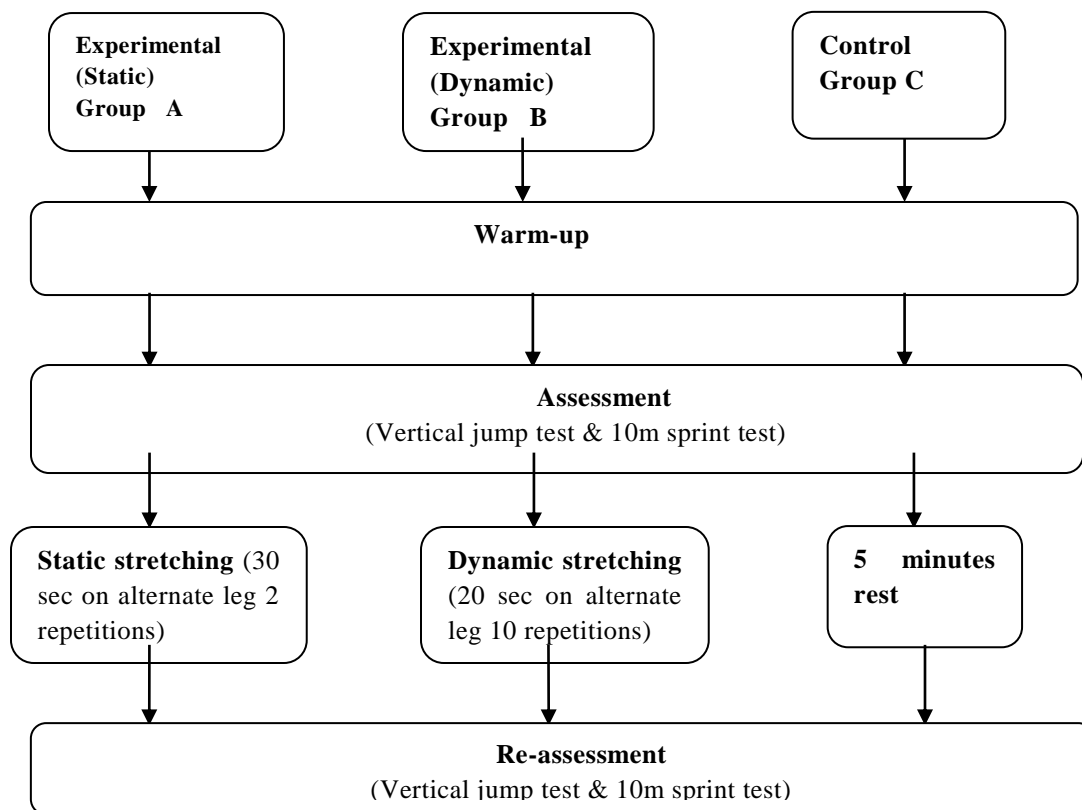 Experimental
(Static)
Group A
Experimental
(Dynamic)
Group B
Control
Group C
Warm-up
Assessment
(Vertical jump test & 10m sprint test)
Static stretching (30
sec on alternate leg 2
repetitions)
Dynamic stretching
(20 sec on alternate
leg 10 repetitions)
5 minutes
rest
Re-assessment
(Vertical jump test & 10m sprint test)